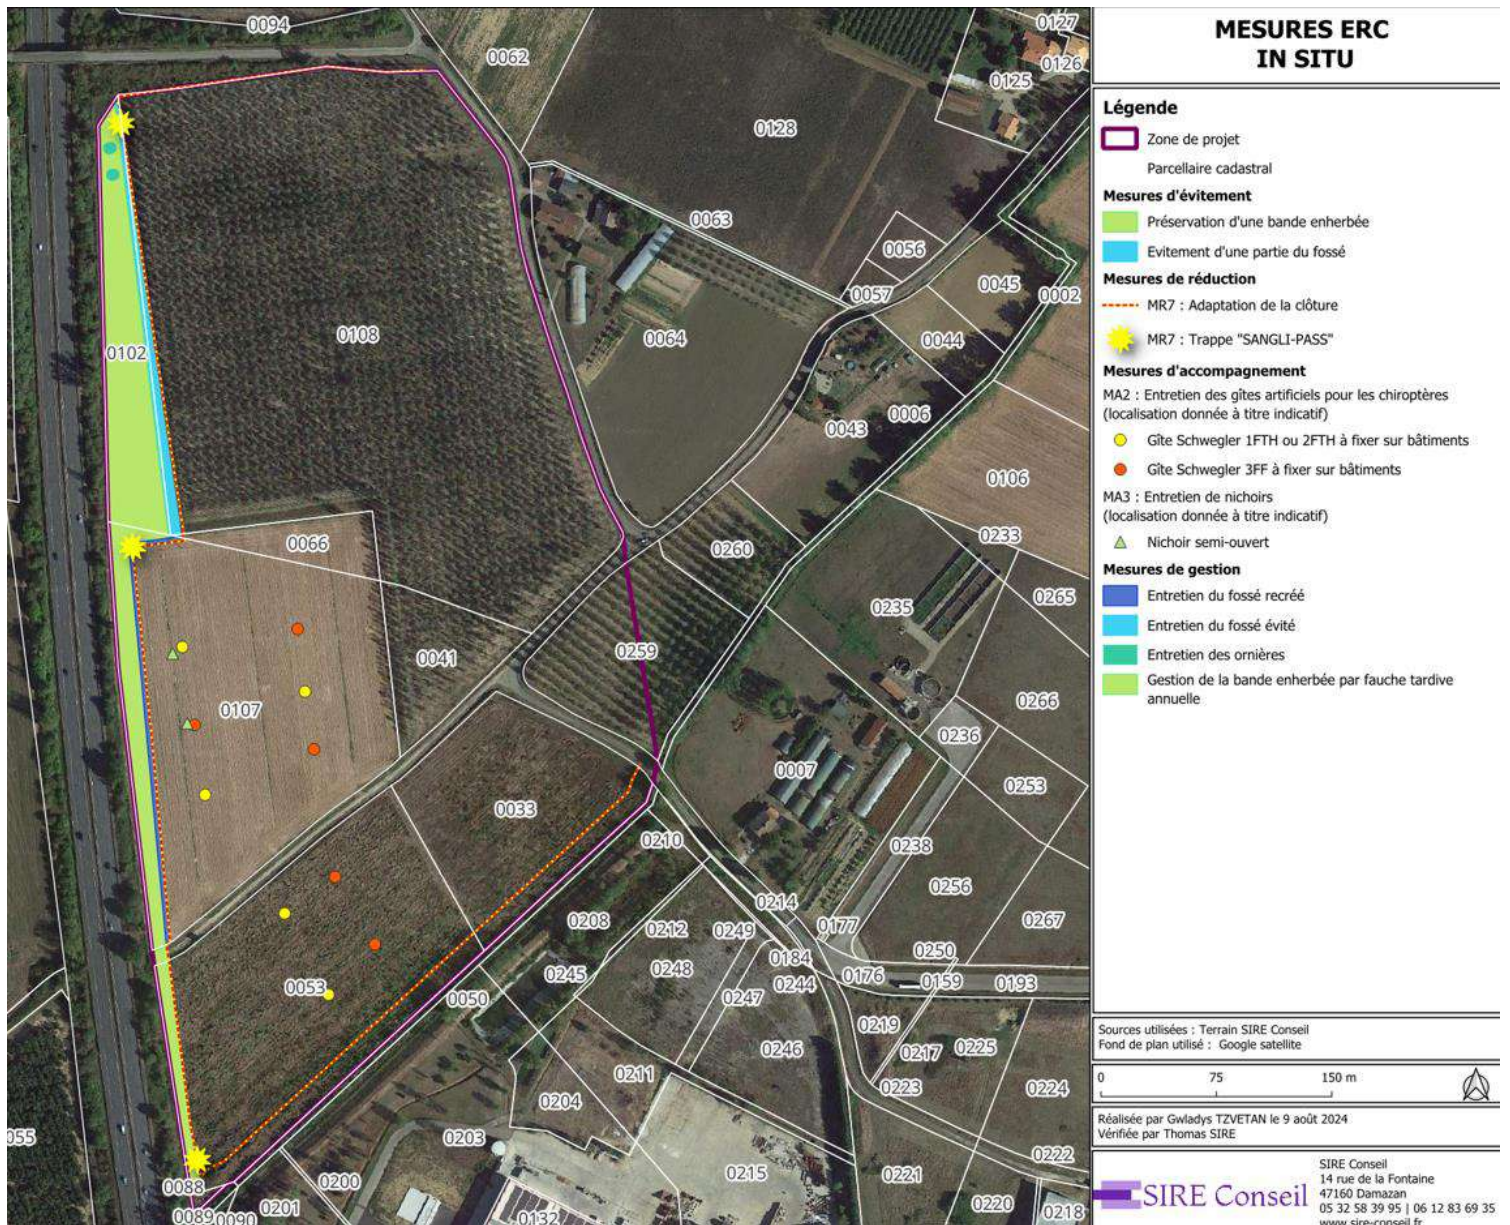 MESURES ERC
IN SITU
Légende
Zone de projet
Parcellaire cadastral
Mesures d'évitement
Préservation d'une bande enherbée
Evitement d'une partie du fossé
Mesures de réduction
MR7 : Adaptation de la clôture
MR7 : Trappe "SANGLI-PASS"
Mesures d'accompagnement
MA2 : Entretien des gîtes artificiels pour les chiroptères
(localisation donnée à titre indicatif)
Gîte Schwegler 1FTH ou 2FTH à fixer sur bâtiments
Gîte Schwegler 3FF à fixer sur bâtiments
MA3 : Entretien de nichoirs
(localisation donnée à titre indicatif)
Nichoir semi-ouvert
Mesures de gestion
Entretien du fossé recréé
Entretien du fossé évité
Entretien des ornières
Gestion de la bande enherbée par fauche tardive
annuelle
Sources utilisées : Terrain SIRE Conseil
Fond de plan utilisé : Google satellite
0 75 150 m
Réalisée par Gwladys TZVETAN le 9 août 2024
Vérifiée par Thomas SIRE
SIRE Conseil
SIRE Conseil
14 rue de la Fontaine
47160 Damazan
05 32 58 39 95 | 06 12 83 69 35
www.sire-conseil.fr
0094
0062
0127
0126
0125
0128
0063
0056
0057
0045
0002
0044
0064
0108
0102
0043
0006
0106
0233
0066
0260
0235
0265
0041
0259
0266
0107
0236
0007
0253
0033
0210
0238
0256
0214
0177
0267
0208
0212
0249
0250
0184
0248
0245
0176
0159
0193
0244
0053
0050
0247
0219
0246
0217
0225
0211
0223
0224
0204
055
0203
0222
0215
0221
0200
0088
0201
0220
0089
0090
0132
0218